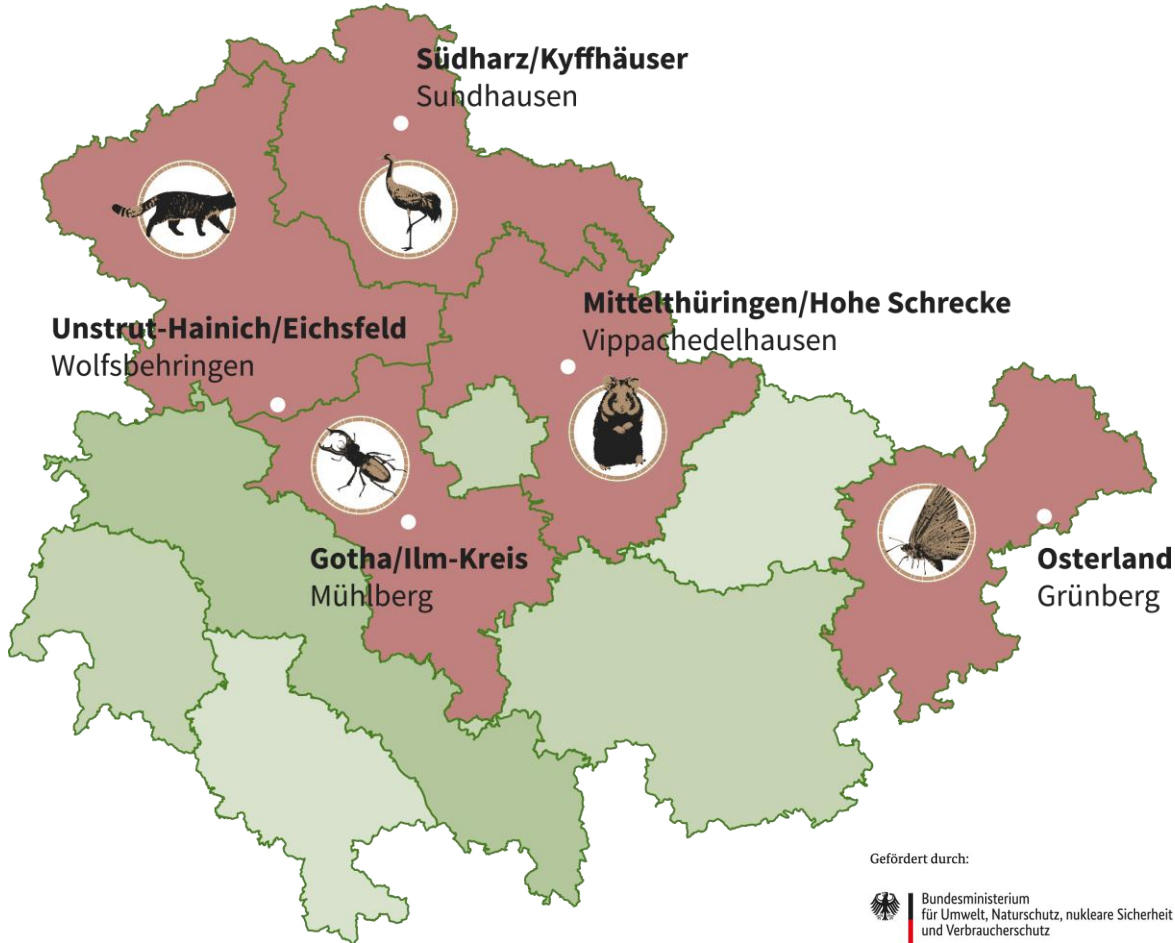 Südharz/Kyffhäuser
Sundhausen
Mittelthüringen/Hohe Schrecke
Vippachedelhausen
Unstrut-Hainich/Eichsfeld
Wolfsbehringen
Gotha/Ilm-Kreis
Mühlberg
Osterland
Grünberg
Gefördert durch:
Bundesministerium
für Umwelt, Naturschutz, nukleare Sicherheit
und Verbraucherschutz